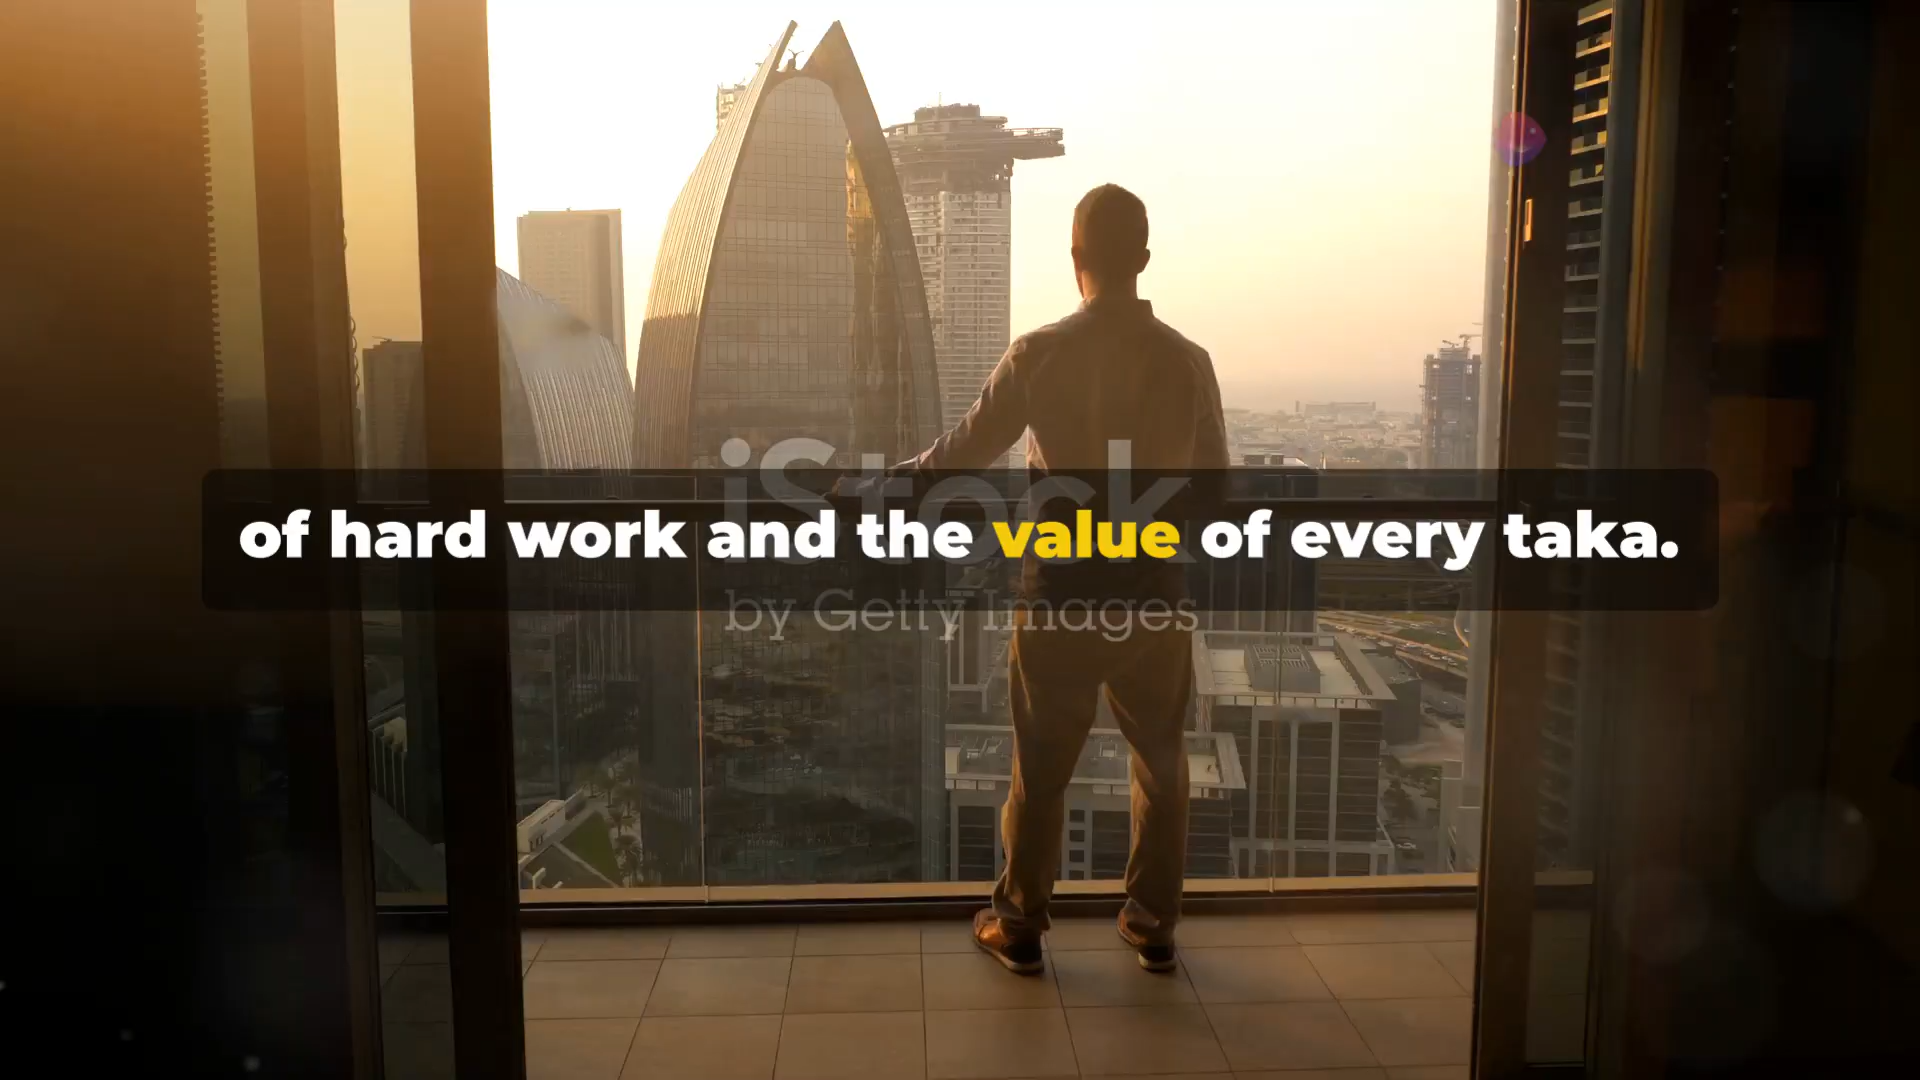 iStock
of hard work and the value of every taka.
by Getty Images